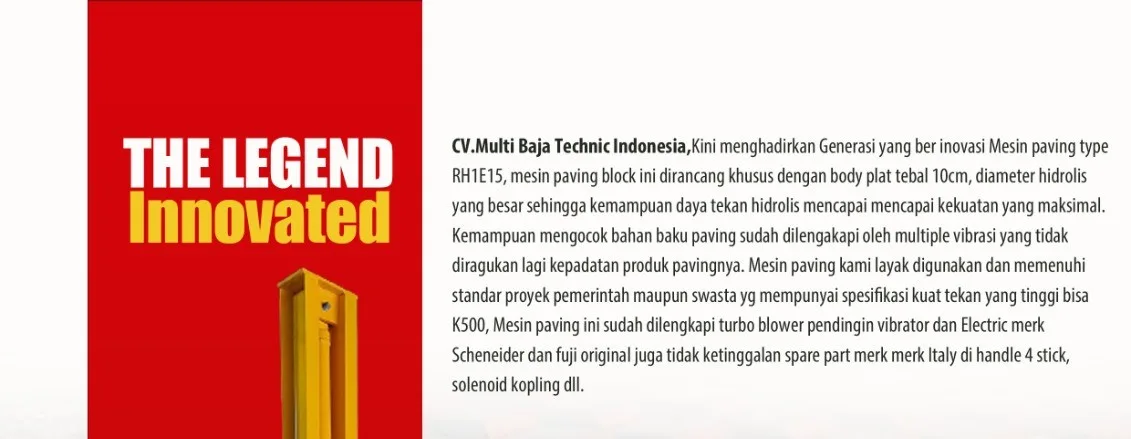 THE LEGEND
Innovated
CV.Multi Baja Technic Indonesia,Kini menghadirkan Generasi yang ber inovasi Mesin paving type
RH1E15, mesin paving block ini dirancang khusus dengan body plat tebal 10cm, diameter hidrolis
yang besar sehingga kemampuan daya tekan hidrolis mencapai mencapai kekuatan yang maksimal.
Kemampuan mengocok bahan baku paving sudah dilengakapi oleh multiple vibrasi yang tidak
diragukan lagi kepadatan produk pavingnya. Mesin paving kami layak digunakan dan memenuhi
standar proyek pemerintah maupun swasta yg mempunyai spesifikasi kuat tekan yang tinggi bisa
K500, Mesin paving ini sudah dilengkapi turbo blower pendingin vibrator dan Electric merk
Scheneider dan fuji original juga tidak ketinggalan spare part merk merk Italy di handle 4 stick,
solenoid kopling dll.